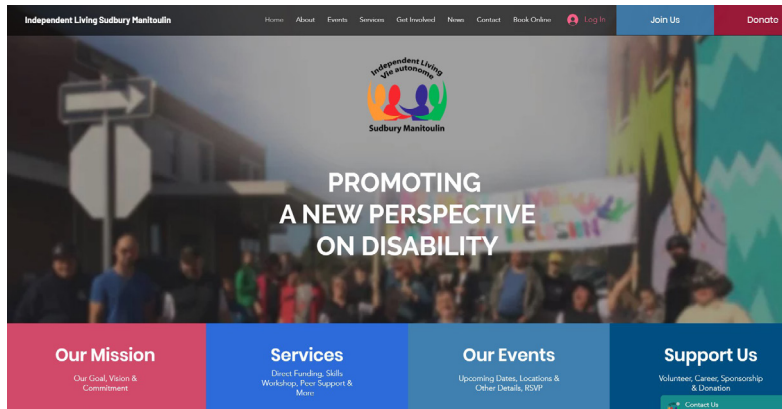 Independent Living Sudbury Manitoulin
Home About Events Services Get Involved News Contact Book Online Log In Join Us Donate
Independent Living
Vie autonome
Sudbury Manitoulin
PROMOTING
A NEW PERSPECTIVE
ON DISABILITY
Our Mission
Our Goal, Vision &
Commitment
Services
Direct Funding, Skills
Workshop, Peer Support &
More
Our Events
Upcoming Dates, Locations &
Other Details, RSVP
Support Us
Volunteer, Career, Sponsorship
& Donation
Contact Us